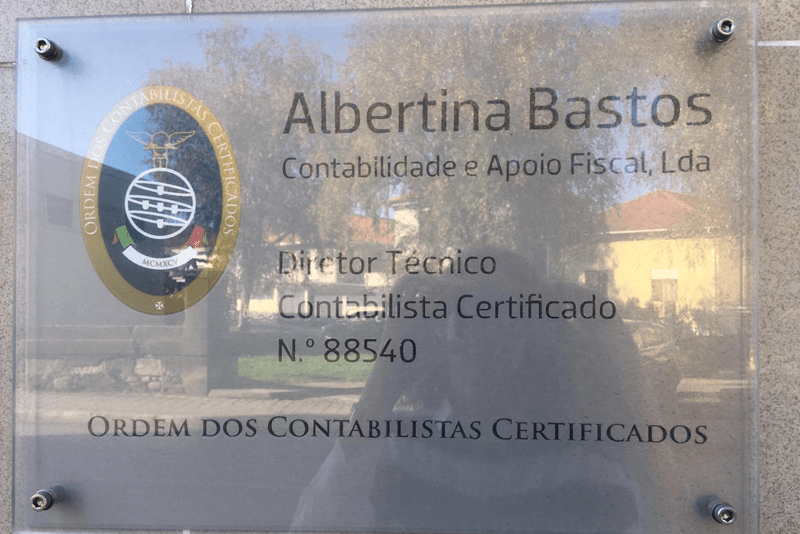 Albertina Bastos
Contabilidade e Apoio Fiscal, Lda
ORDEM DOS CONTABILISTAS CERTIFICADOS
MCMXCV
Diretor Técnico
Contabilista Certificado
N.º 88540
ORDEM DOS CONTABILISTAS CERTIFICADOS